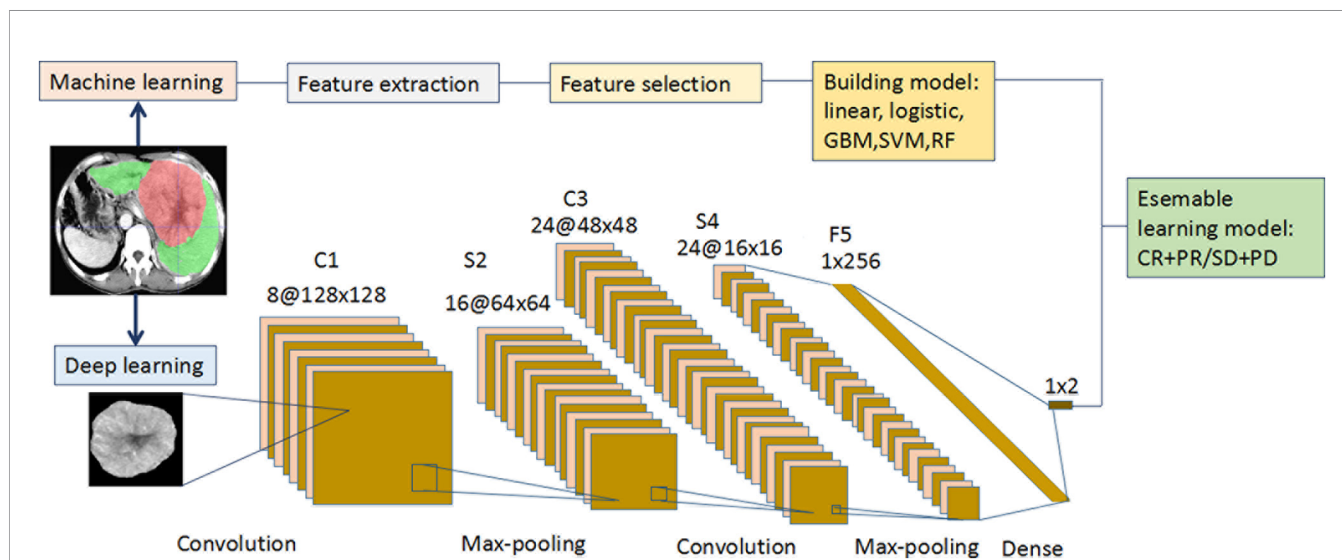 Machine learning
Feature extraction
Feature selection
Building model:
linear, logistic,
GBM,SVM,RF
Esemable
learning model:
CR+PR/SD+PD
Deep learning
C1
8@128x128
S2
16@64x64
C3
24@48x48
S4
24@16x16
F5
1x256
1x2
Convolution
Max-pooling
Convolution
Max-pooling
Dense